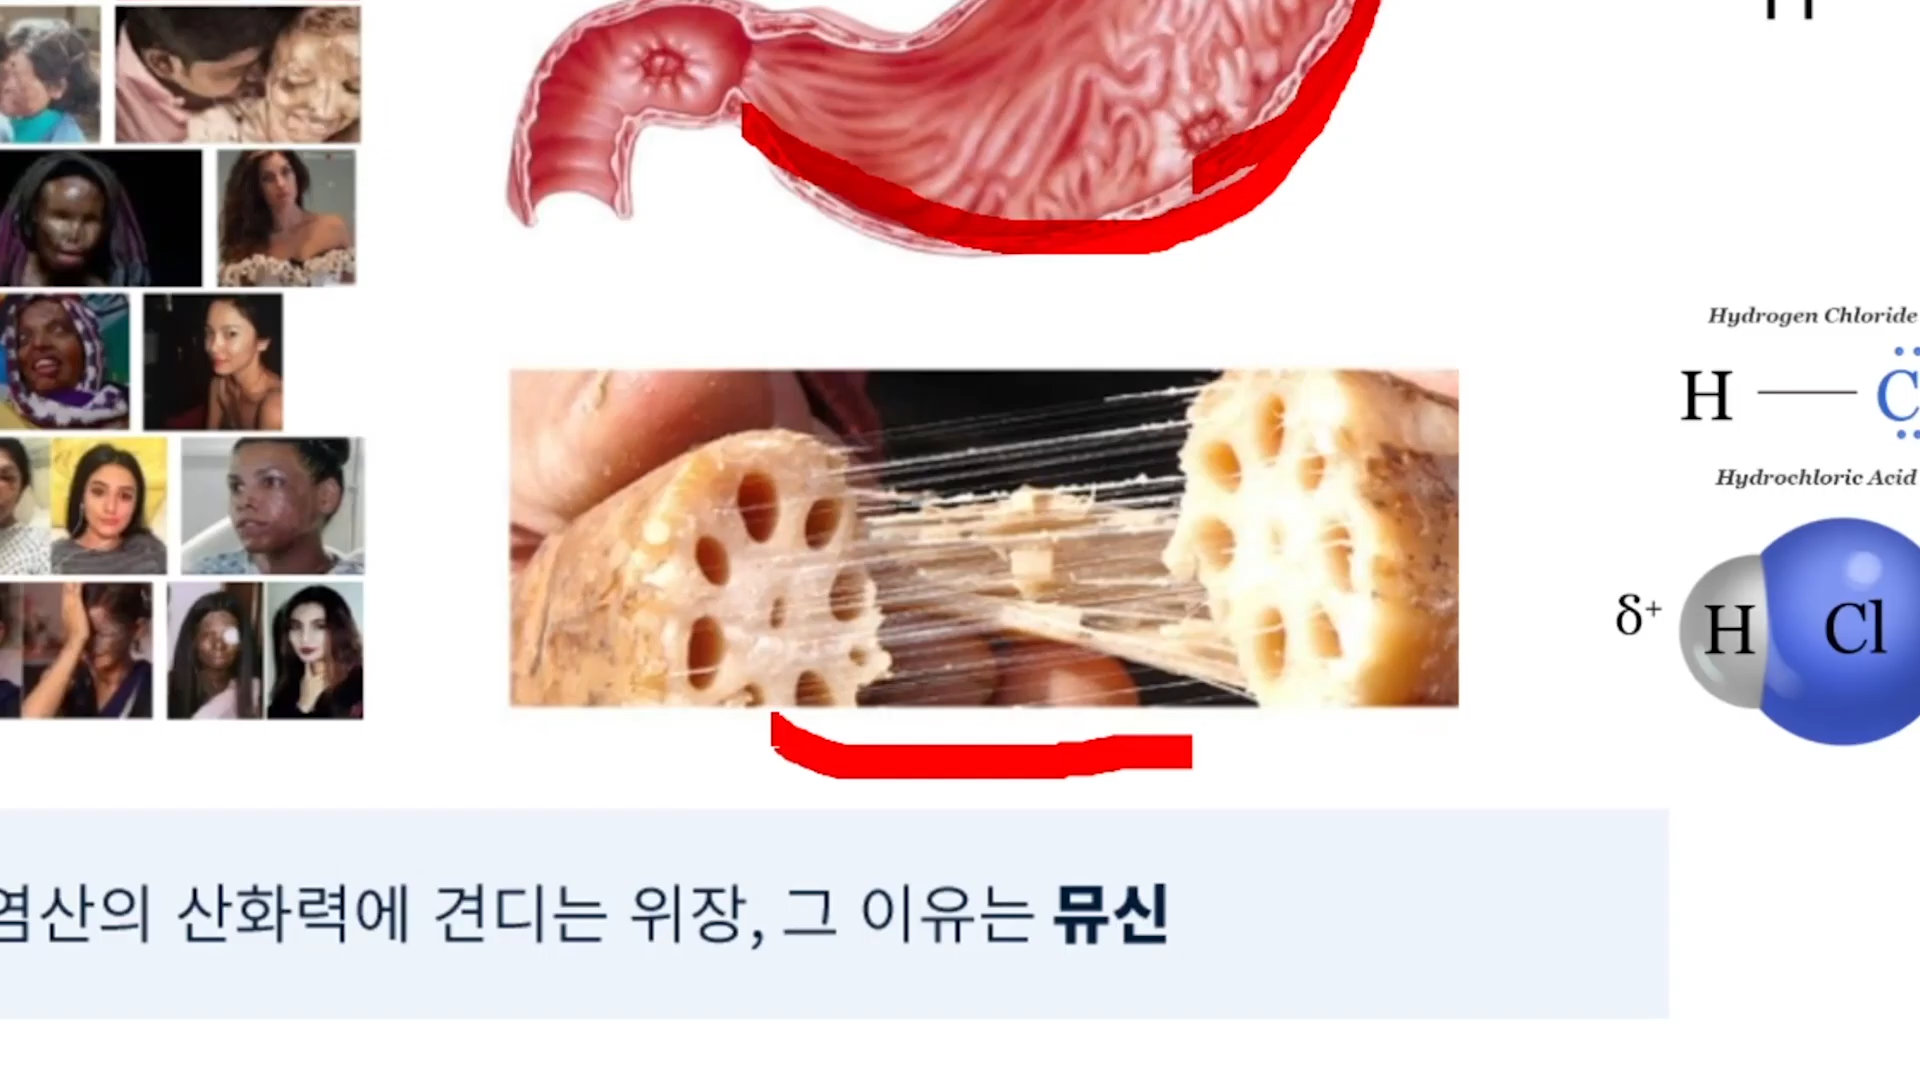 Hydrogen Chloride
H — C
Hydrochloric Acid
δ+ H Cl
염산의 산화력에 견디는 위장, 그 이유는 뮤신